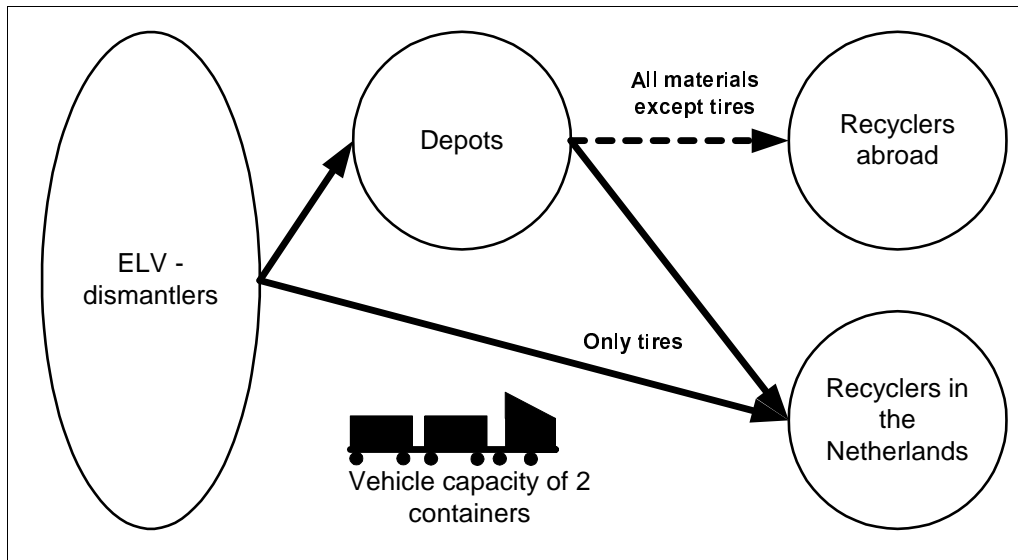 ELV -
dismantlers
Depots
All materials
except tires
Recyclers
abroad
Only tires
Recyclers in
the
Netherlands
Vehicle capacity of 2
containers